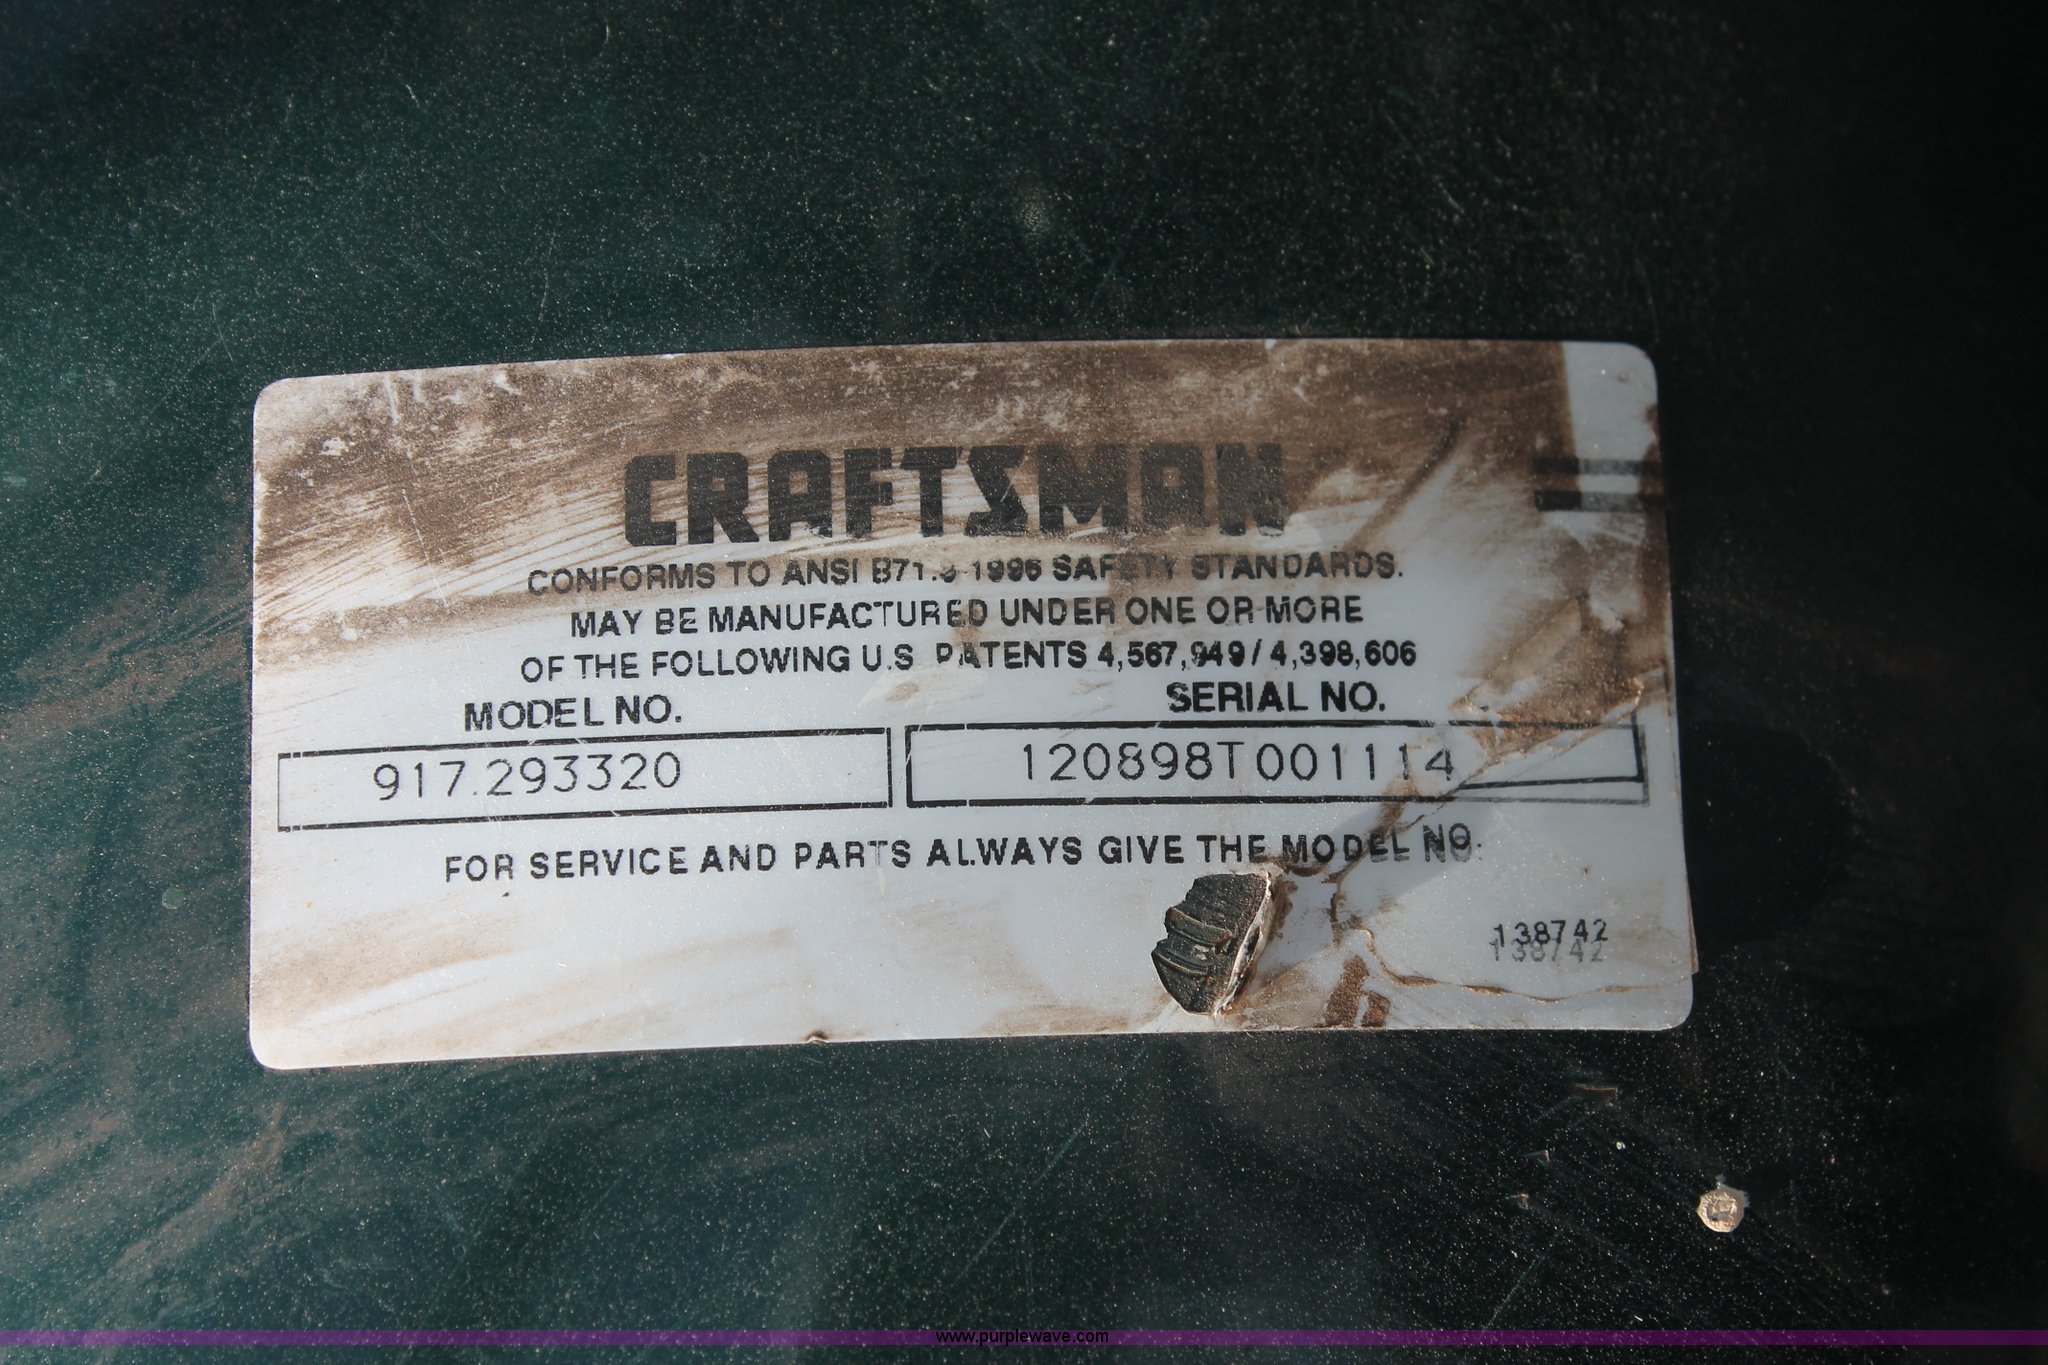 CRAFTSMAN
CONFORMS TO ANSI B71.3-1996 SAFETY STANDARDS.
MAY BE MANUFACTURED UNDER ONE OR MORE
OF THE FOLLOWING U.S PATENTS 4,567,949/4,398,606
MODEL NO.
SERIAL NO.
917.293320
120898T001114
FOR SERVICE AND PARTS ALWAYS GIVE THE MODEL NO.
138742
138742
www.purplewave.com